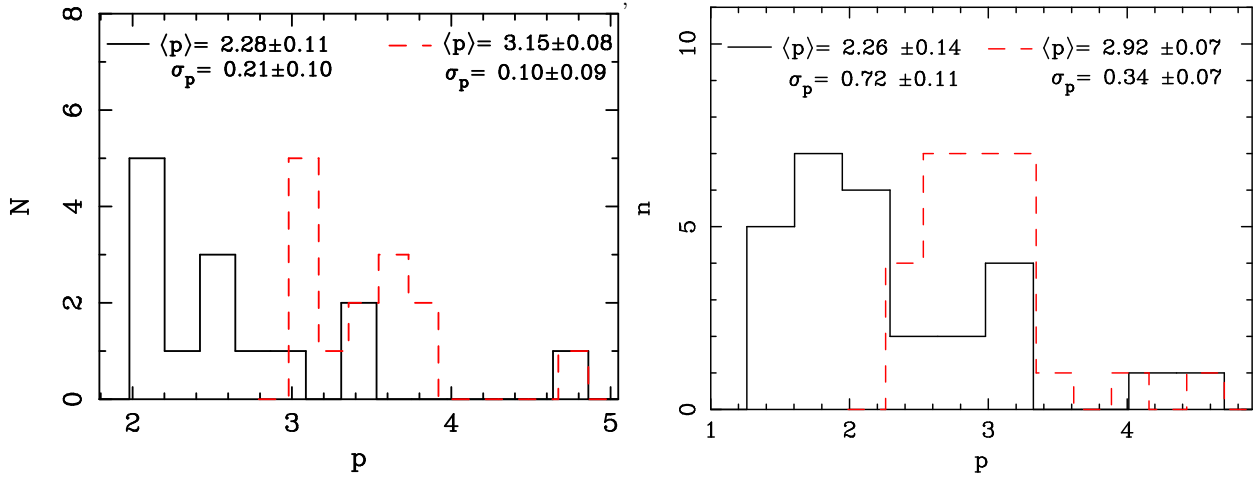 ,
⟨p⟩= 2.28±0.11
σp= 0.21±0.10
⟨p⟩= 3.15±0.08
σp= 0.10±0.09
8
6
4
2
0
N
2 3 4 5
p
⟨p⟩= 2.26 ±0.14
σp= 0.72 ±0.11
⟨p⟩= 2.92 ±0.07
σp= 0.34 ±0.07
10
5
0
n
1 2 3 4
p